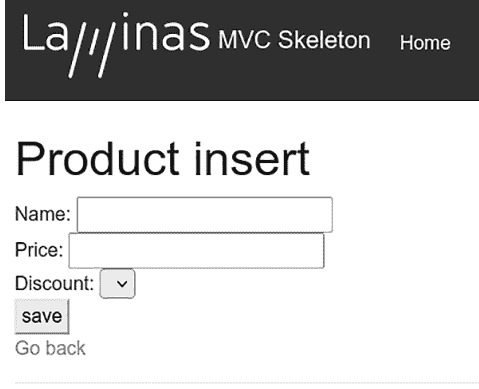 Laminas MVC Skeleton Home
Product insert
Name:
Price:
Discount:
save
Go back